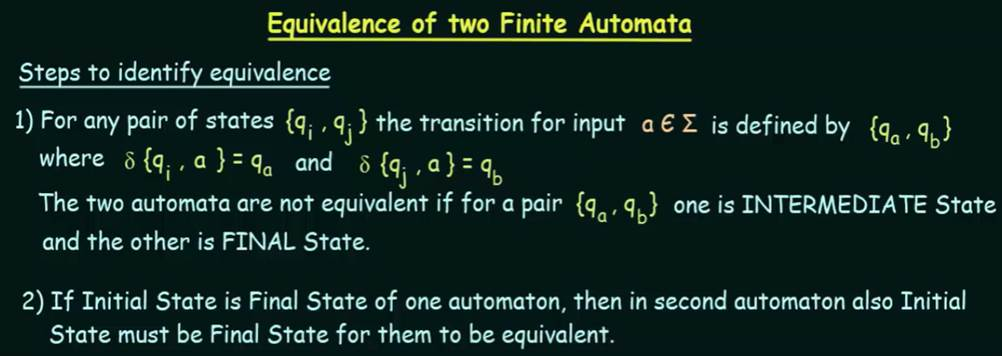 Equivalence of two Finite Automata
Steps to identify equivalence
1) For any pair of states {qi , qj } the transition for input a ∈ Σ is defined by {qa , qb}
where δ {qi , a } = qa and δ {qj , a } = qb
The two automata are not equivalent if for a pair {qa , qb} one is INTERMEDIATE State
and the other is FINAL State.
2) If Initial State is Final State of one automaton, then in second automaton also Initial
State must be Final State for them to be equivalent.